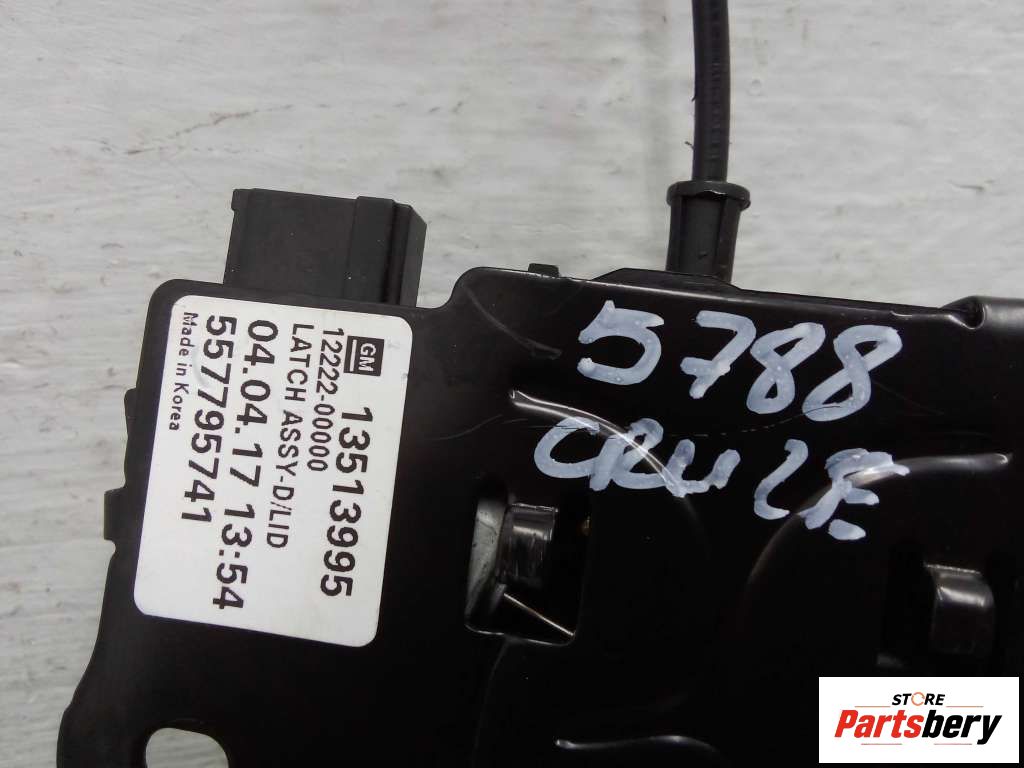 GM 13513995
12222-00000
LATCH ASSY-D/LID
04.04.17 13:54
557795741
Made in Korea
5788
CRUZE
STORE
Partsbery